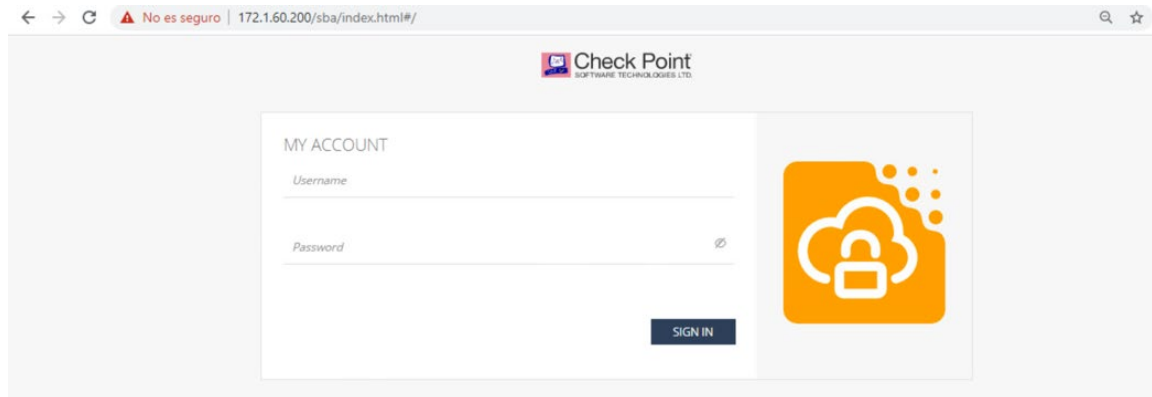 No es seguro | 172.1.60.200/sba/index.html#/
Check Point
SOFTWARE TECHNOLOGIES LTD.
MY ACCOUNT
Username
Password
SIGN IN